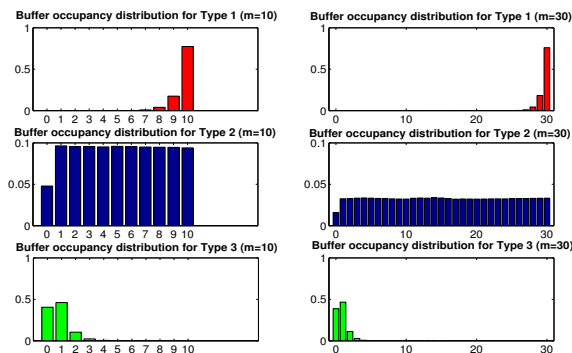 Buffer occupancy distribution for Type 1 (m=10)
1
0.5
0
0 1 2 3 4 5 6 7 8 9 10
Buffer occupancy distribution for Type 1 (m=30)
1
0.5
0
0 10 20 30
Buffer occupancy distribution for Type 2 (m=10)
0.1
0.05
0
0 1 2 3 4 5 6 7 8 9 10
Buffer occupancy distribution for Type 2 (m=30)
0.1
0.05
0
0 10 20 30
Buffer occupancy distribution for Type 3 (m=10)
1
0.5
0
0 1 2 3 4 5 6 7 8 9 10
Buffer occupancy distribution for Type 3 (m=30)
1
0.5
0
0 10 20 30